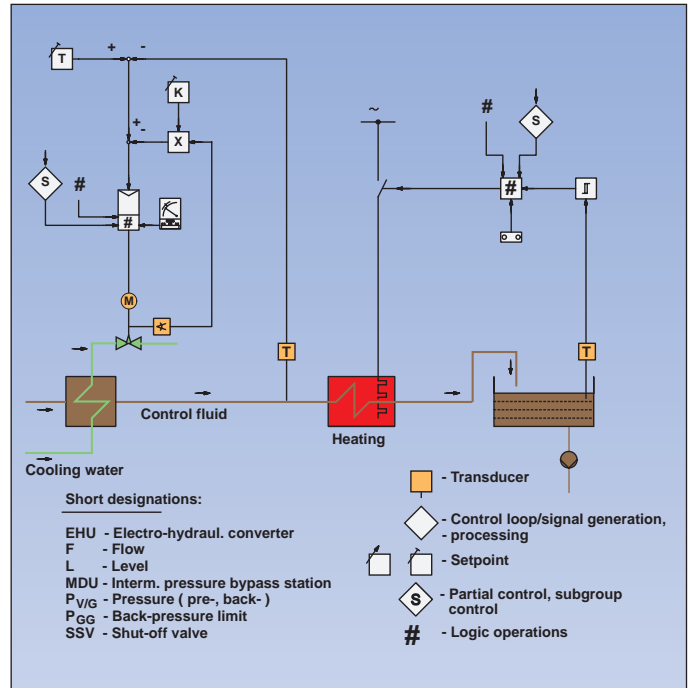 + -
T
K
~
#
S
+
-
X
S
#
#
#
M
T
T
Control fluid
Heating
Cooling water
- Transducer
Short designations:
- Control loop/signal generation,
- processing
EHU - Electro-hydraul. converter
F - Flow
L - Level
MDU - Interm. pressure bypass station
PV/G - Pressure ( pre-, back- )
PGG - Back-pressure limit
SSV - Shut-off valve
- Setpoint
S - Partial control, subgroup
control
# - Logic operations